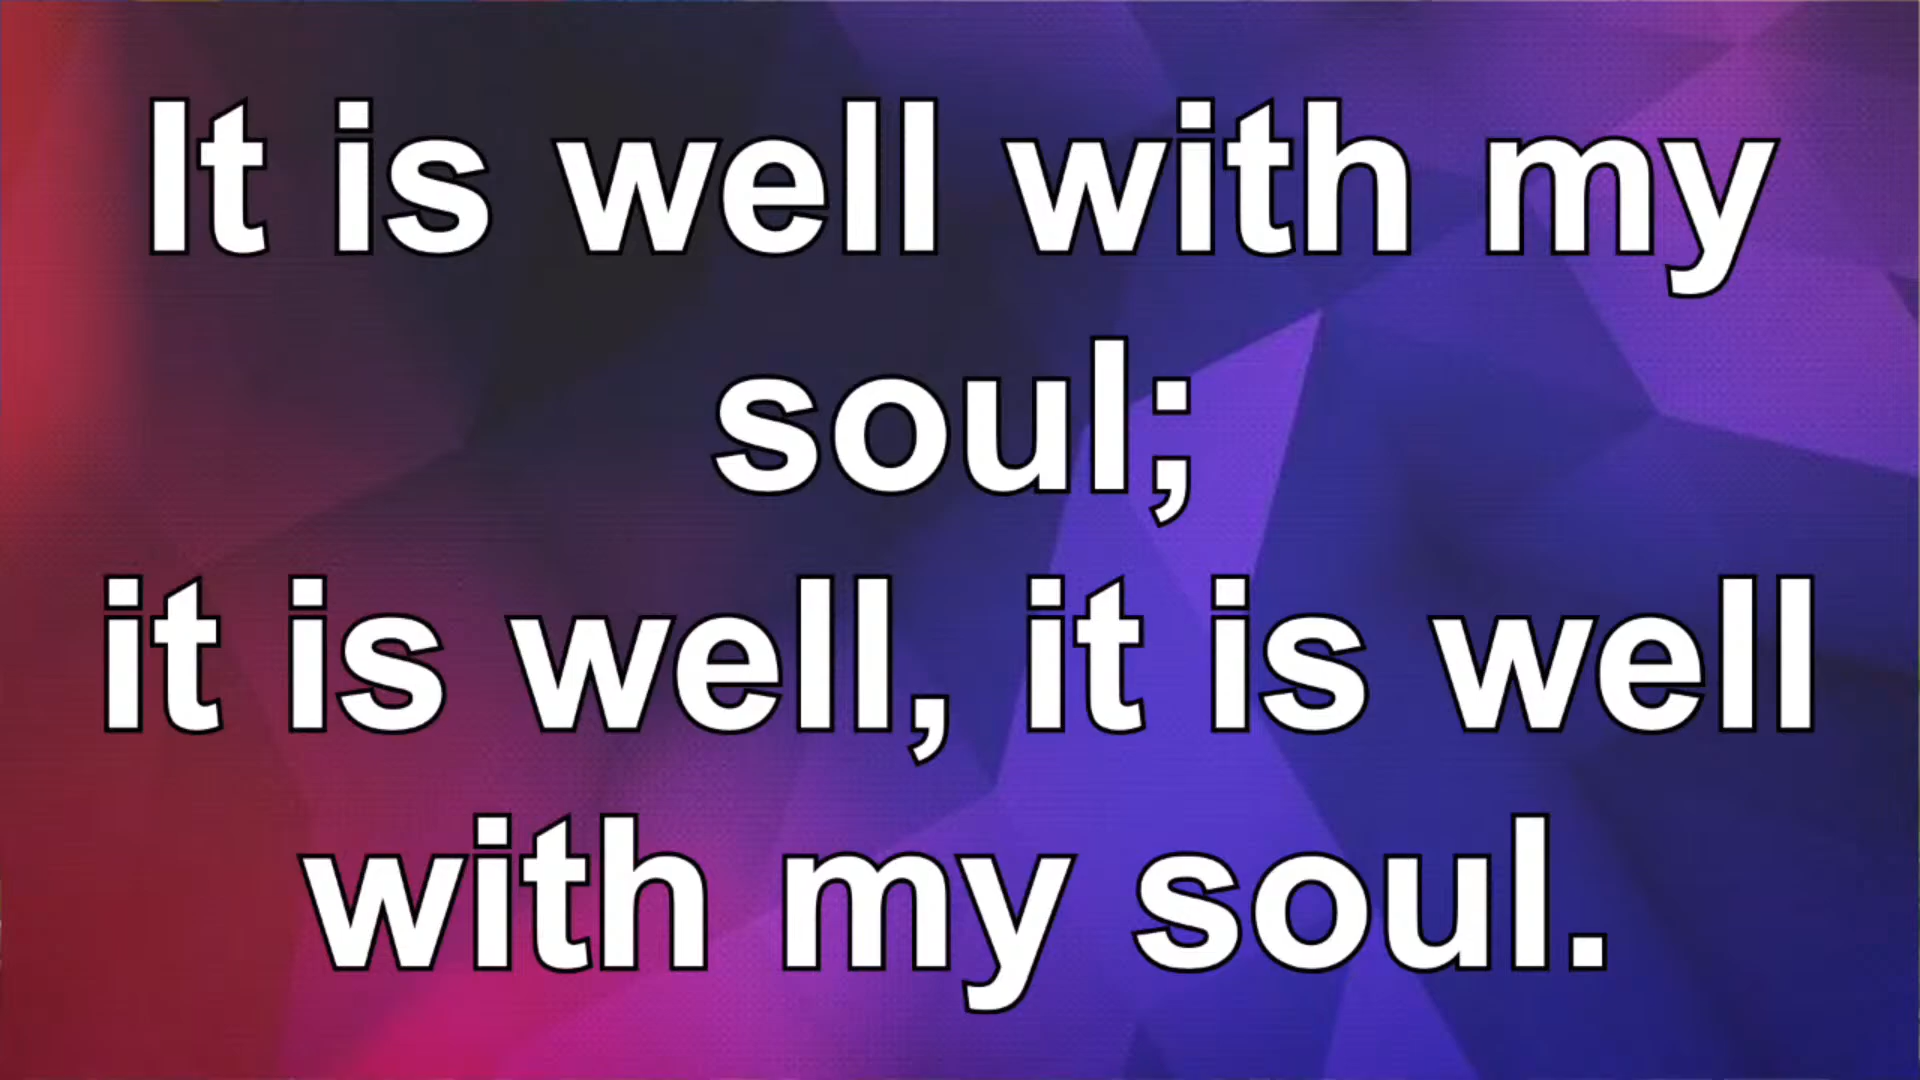 It is well with my
soul;
it is well, it is well
with my soul.